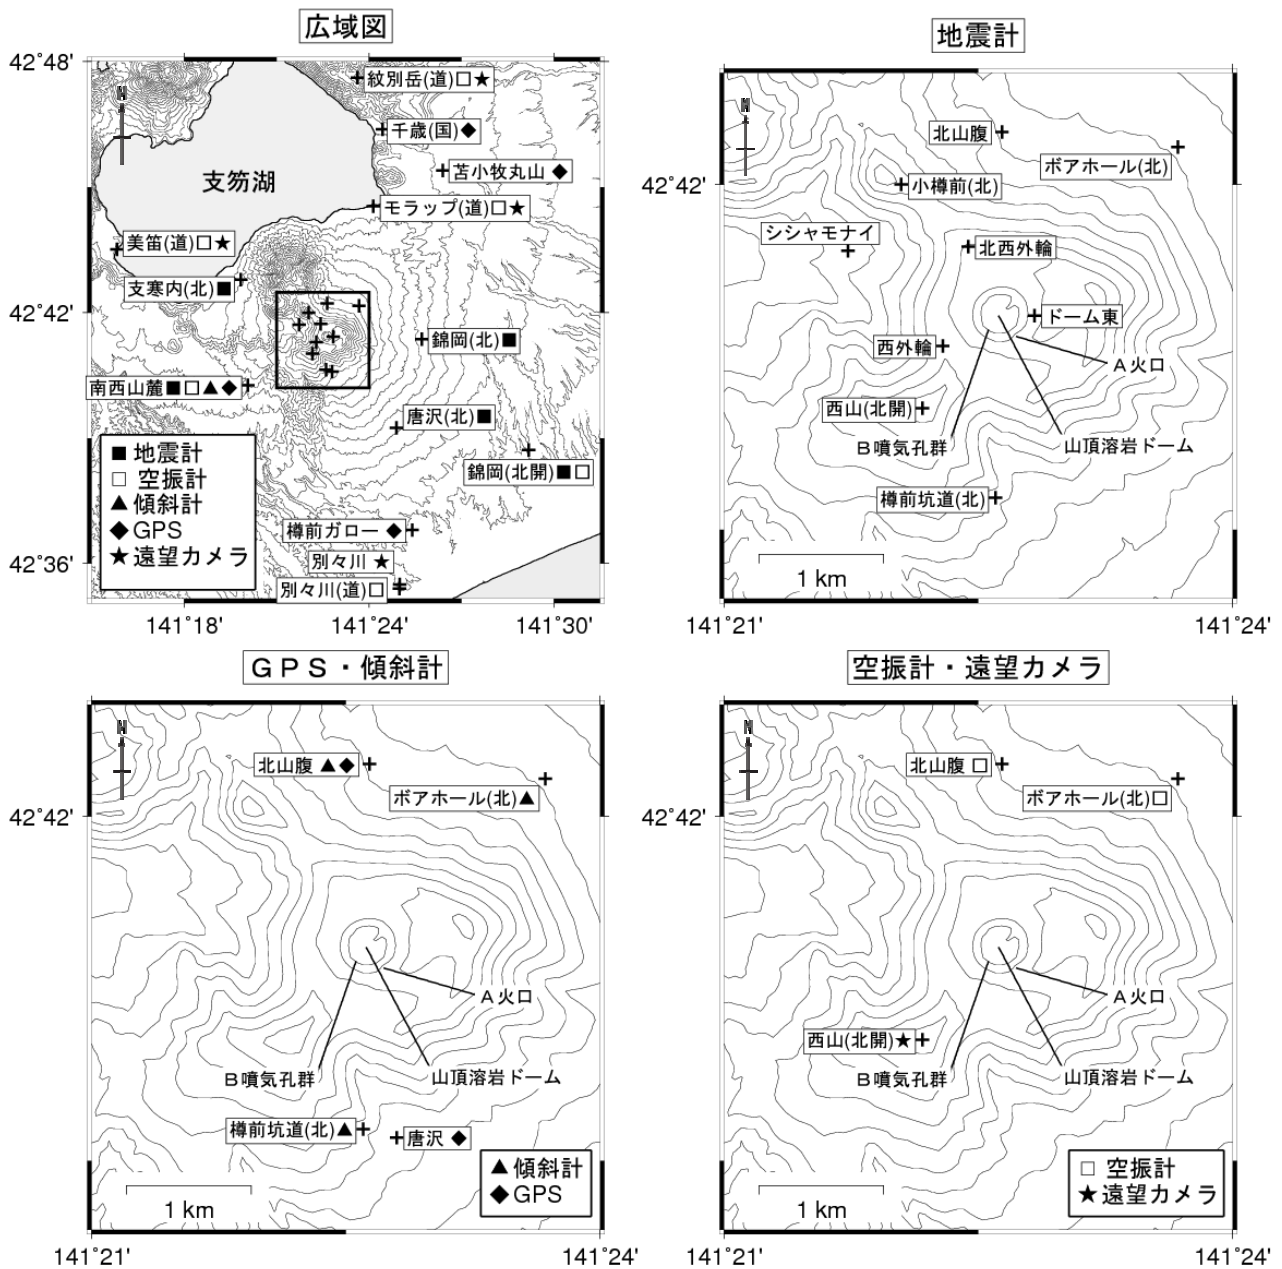 広域図
42°48'
42°42'
42°36'
141°18'
141°24'
141°30'
N
紋別岳(道)□★
千歳(国)◆
苫小牧丸山 ◆
支笏湖
モラップ(道)□★
美笛(道)□★
支寒内(北)■
錦岡(北)■
南西山麓■□▲◆
唐沢(北)■
錦岡(北開)■□
樽前ガロー ◆
別々川 ★
別々川(道)□
■地震計
□ 空振計
▲傾斜計
◆GPS
★遠望カメラ
地震計
42°42'
141°21'
141°24'
N
北山腹
ボアホール(北)
小樽前(北)
シシャモナイ
北西外輪
ドーム東
西外輪
A火口
西山(北開)
B噴気孔群
山頂溶岩ドーム
樽前坑道(北)
1 km
GPS・傾斜計
42°42'
141°21'
141°24'
N
北山腹 ▲◆
ボアホール(北)▲
A火口
B噴気孔群
山頂溶岩ドーム
樽前坑道(北)▲
唐沢 ◆
1 km
▲傾斜計
◆GPS
空振計・遠望カメラ
42°42'
141°21'
141°24'
N
北山腹 □
ボアホール(北)□
A火口
西山(北開)★
B噴気孔群
山頂溶岩ドーム
1 km
□ 空振計
★遠望カメラ